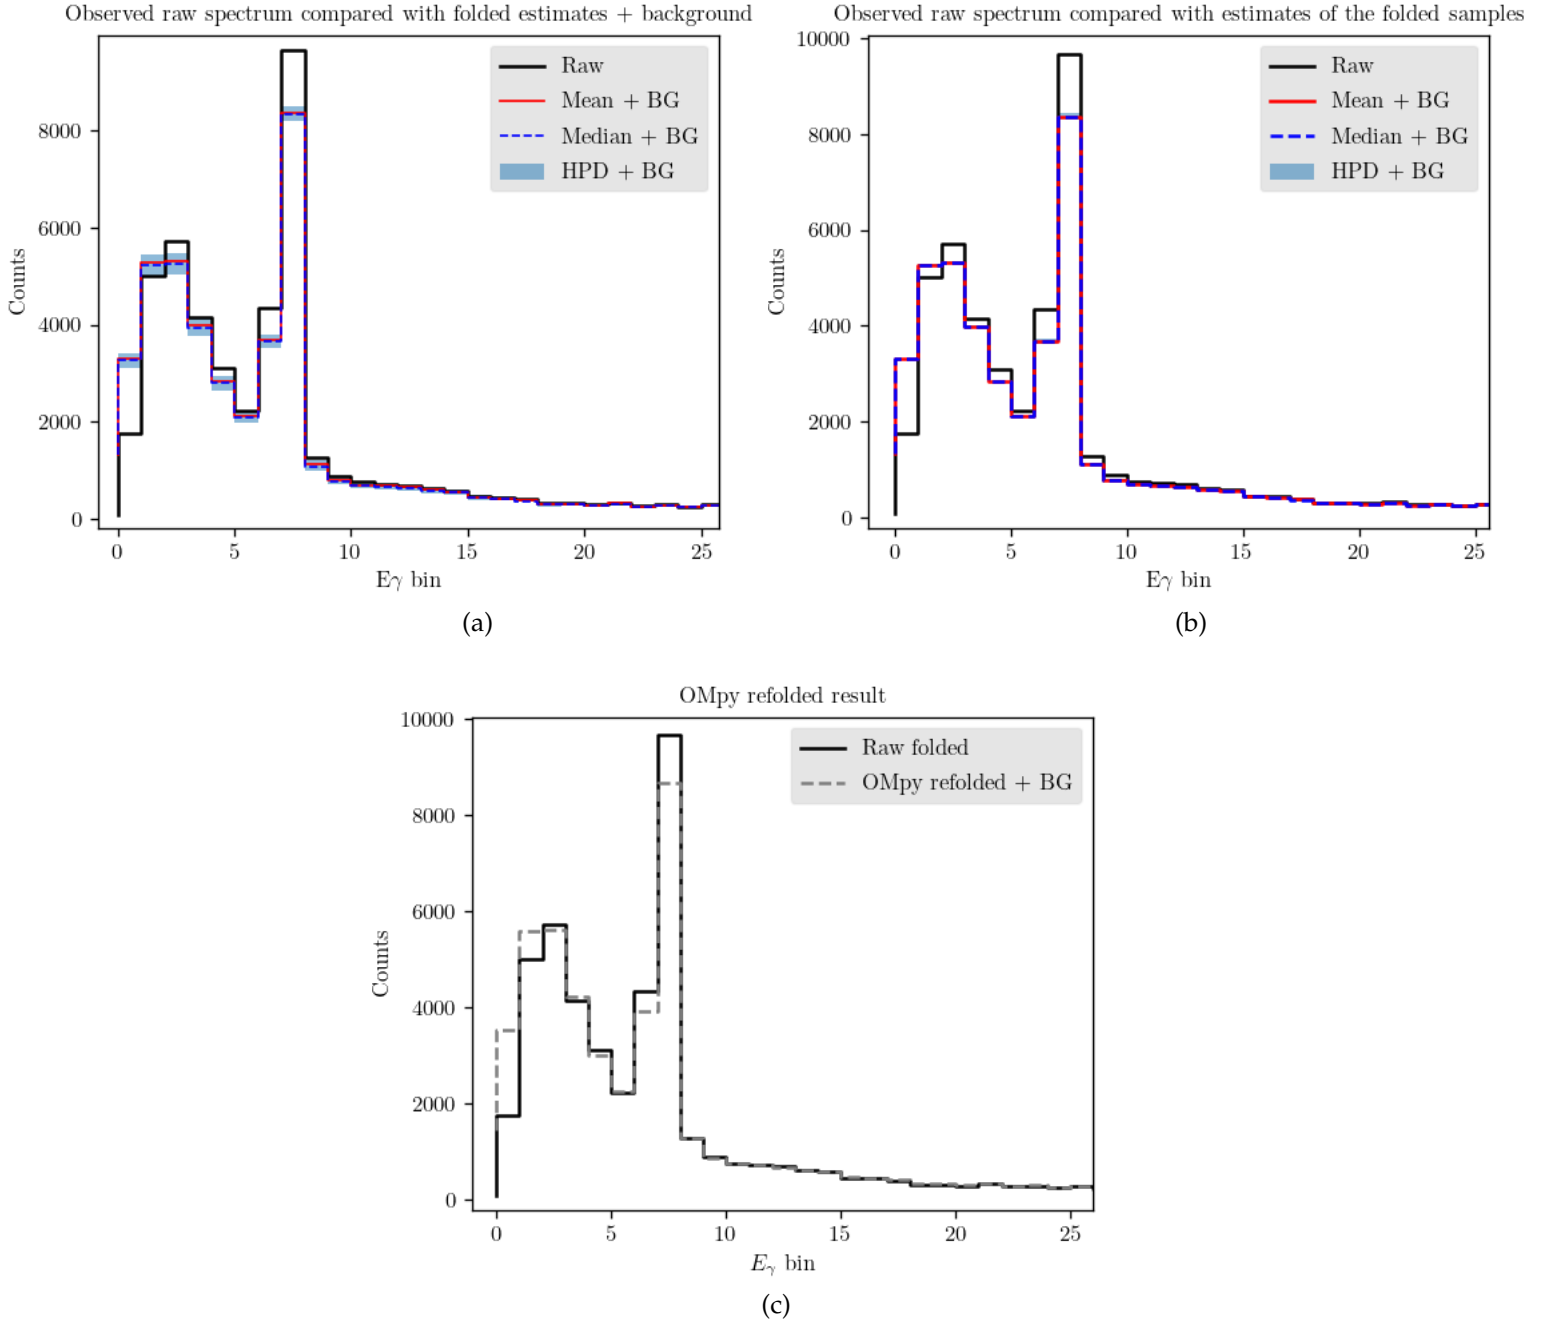 Observed raw spectrum compared with folded estimates + background
Raw
Mean + BG
Median + BG
HPD + BG
Counts
8000
6000
4000
2000
0
0 5 10 15 20 25
Eγ bin
(a)
Observed raw spectrum compared with estimates of the folded samples
Raw
Mean + BG
Median + BG
HPD + BG
Counts
10000
8000
6000
4000
2000
0
0 5 10 15 20 25
Eγ bin
(b)
OMpy refolded result
Raw folded
OMpy refolded + BG
Counts
10000
8000
6000
4000
2000
0
0 5 10 15 20 25
Eγ bin
(c)